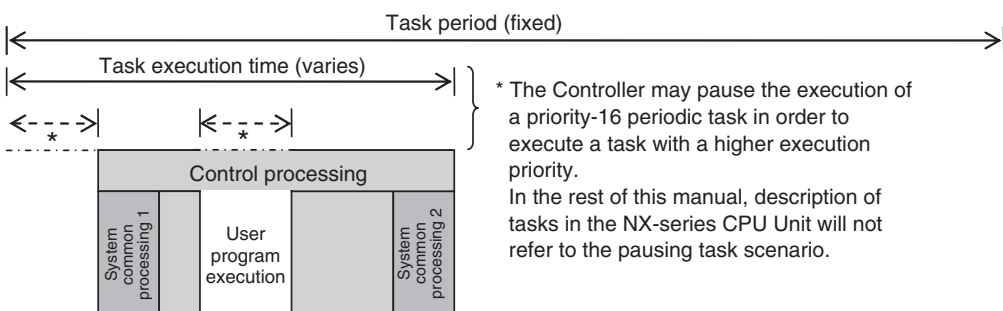 Task period (fixed)
Task execution time (varies)
*
*
* The Controller may pause the execution of
a priority-16 periodic task in order to
execute a task with a higher execution
priority.
In the rest of this manual, description of
tasks in the NX-series CPU Unit will not
refer to the pausing task scenario.
Control processing
System
common
processing 1
User
program
execution
System
common
processing 2